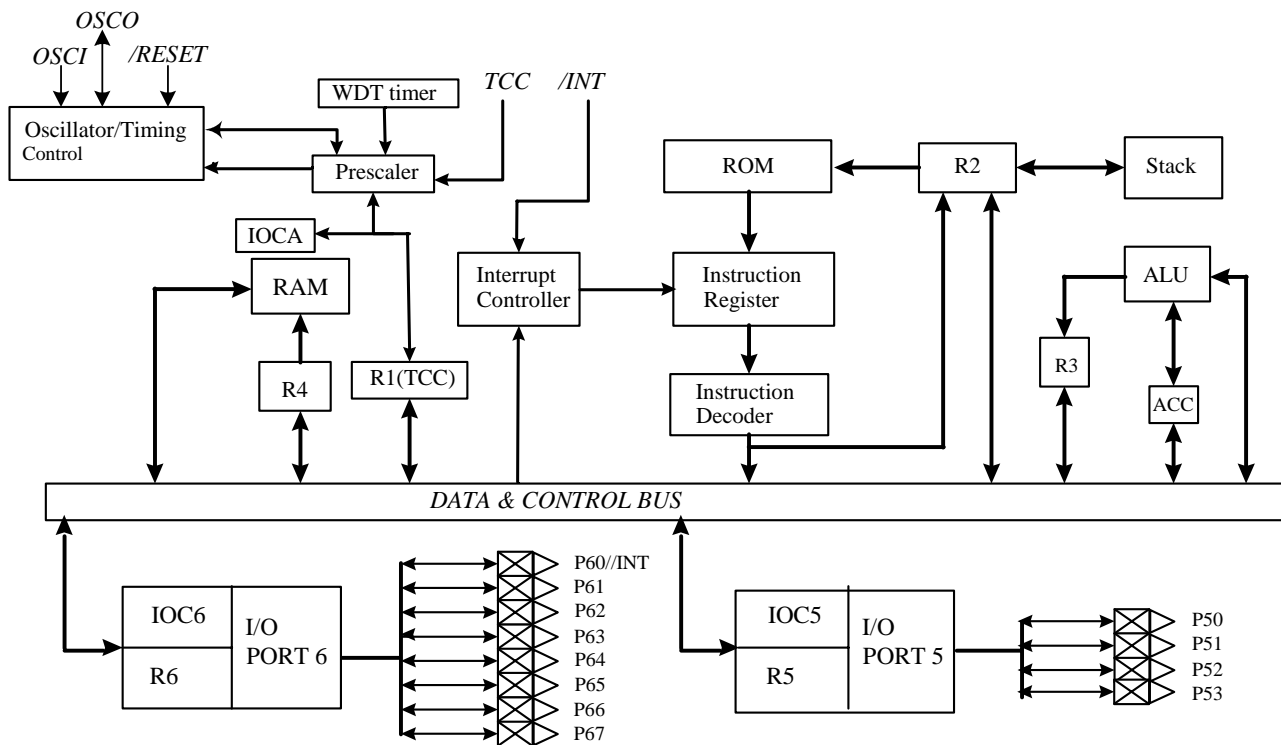 OSCO
OSCI
/RESET
TCC
/INT
WDT timer
Oscillator/Timing
Control
Prescaler
ROM
R2
Stack
IOCA
RAM
Interrupt
Controller
Instruction
Register
ALU
R4
R1(TCC)
Instruction
Decoder
R3
ACC
DATA & CONTROL BUS
IOC6
R6
I/O
PORT 6
P60//INT
P61
P62
P63
P64
P65
P66
P67
IOC5
R5
I/O
PORT 5
P50
P51
P52
P53